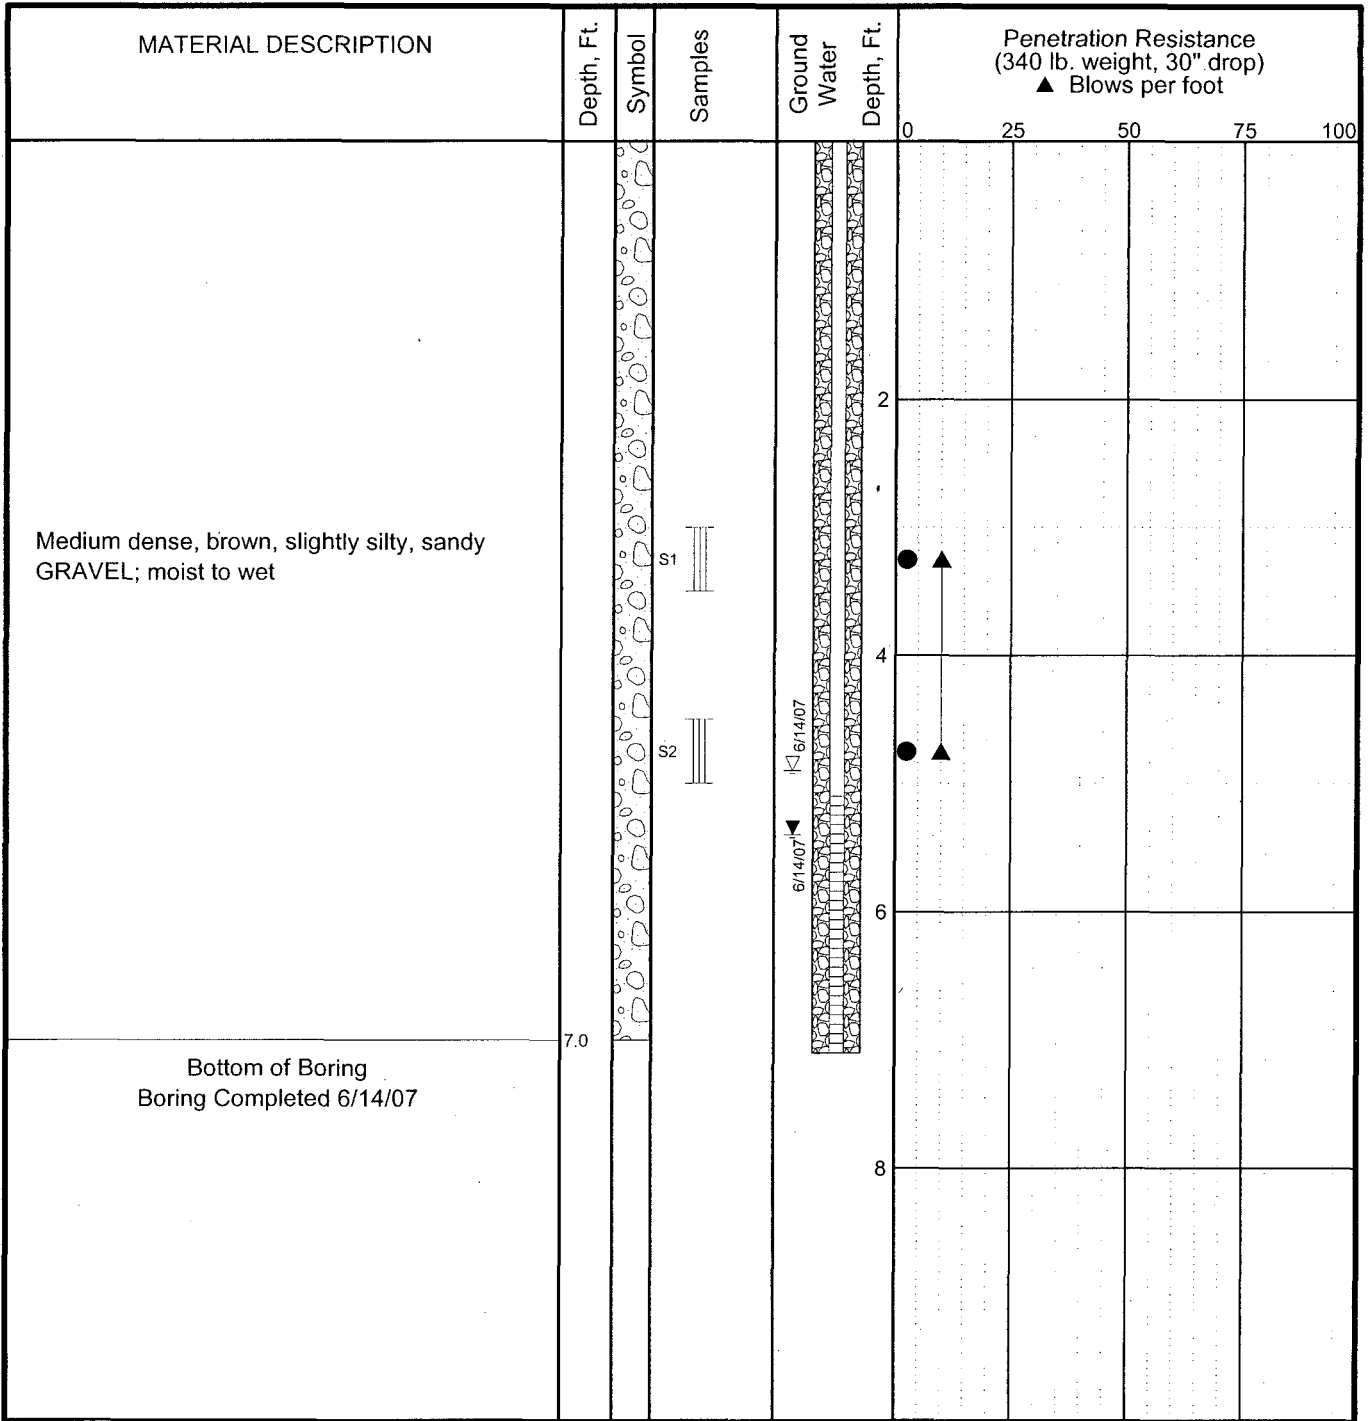 MATERIAL DESCRIPTION
Depth, Ft.
Symbol
Samples
Ground
Water
Depth, Ft.
Penetration Resistance
(340 lb. weight, 30" drop)
▲ Blows per foot
0 25 50 75 100
2
Medium dense, brown, slightly silty, sandy
GRAVEL; moist to wet
S1
4
6/14/07
S2
6/14/07
6
7.0
Bottom of Boring
Boring Completed 6/14/07
8